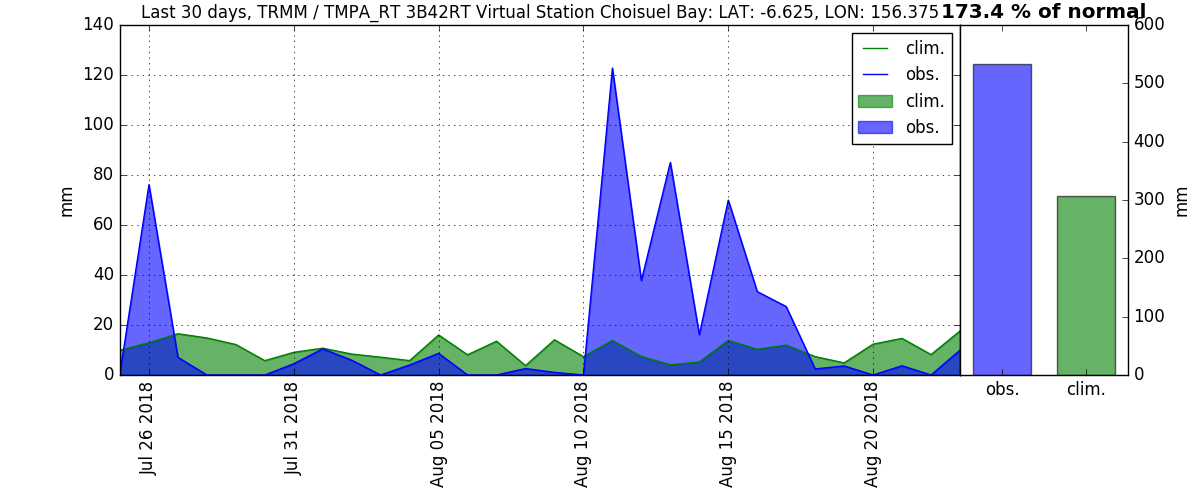 Last 30 days, TRMM / TMPA_RT 3B42RT Virtual Station Choisuel Bay: LAT: -6.625, LON: 156.375 173.4 % of normal
140
120
100
80
60
40
20
0
mm
clim.
obs.
clim.
obs.
600
500
400
300
200
100
0
mm
Jul 26 2018
Jul 31 2018
Aug 05 2018
Aug 10 2018
Aug 15 2018
Aug 20 2018
obs. clim.